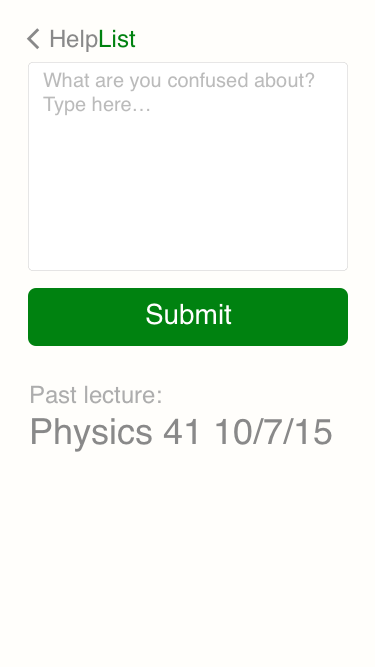 HelpList
What are you confused about?
Type here...
Submit
Past lecture:
Physics 41 10/7/15